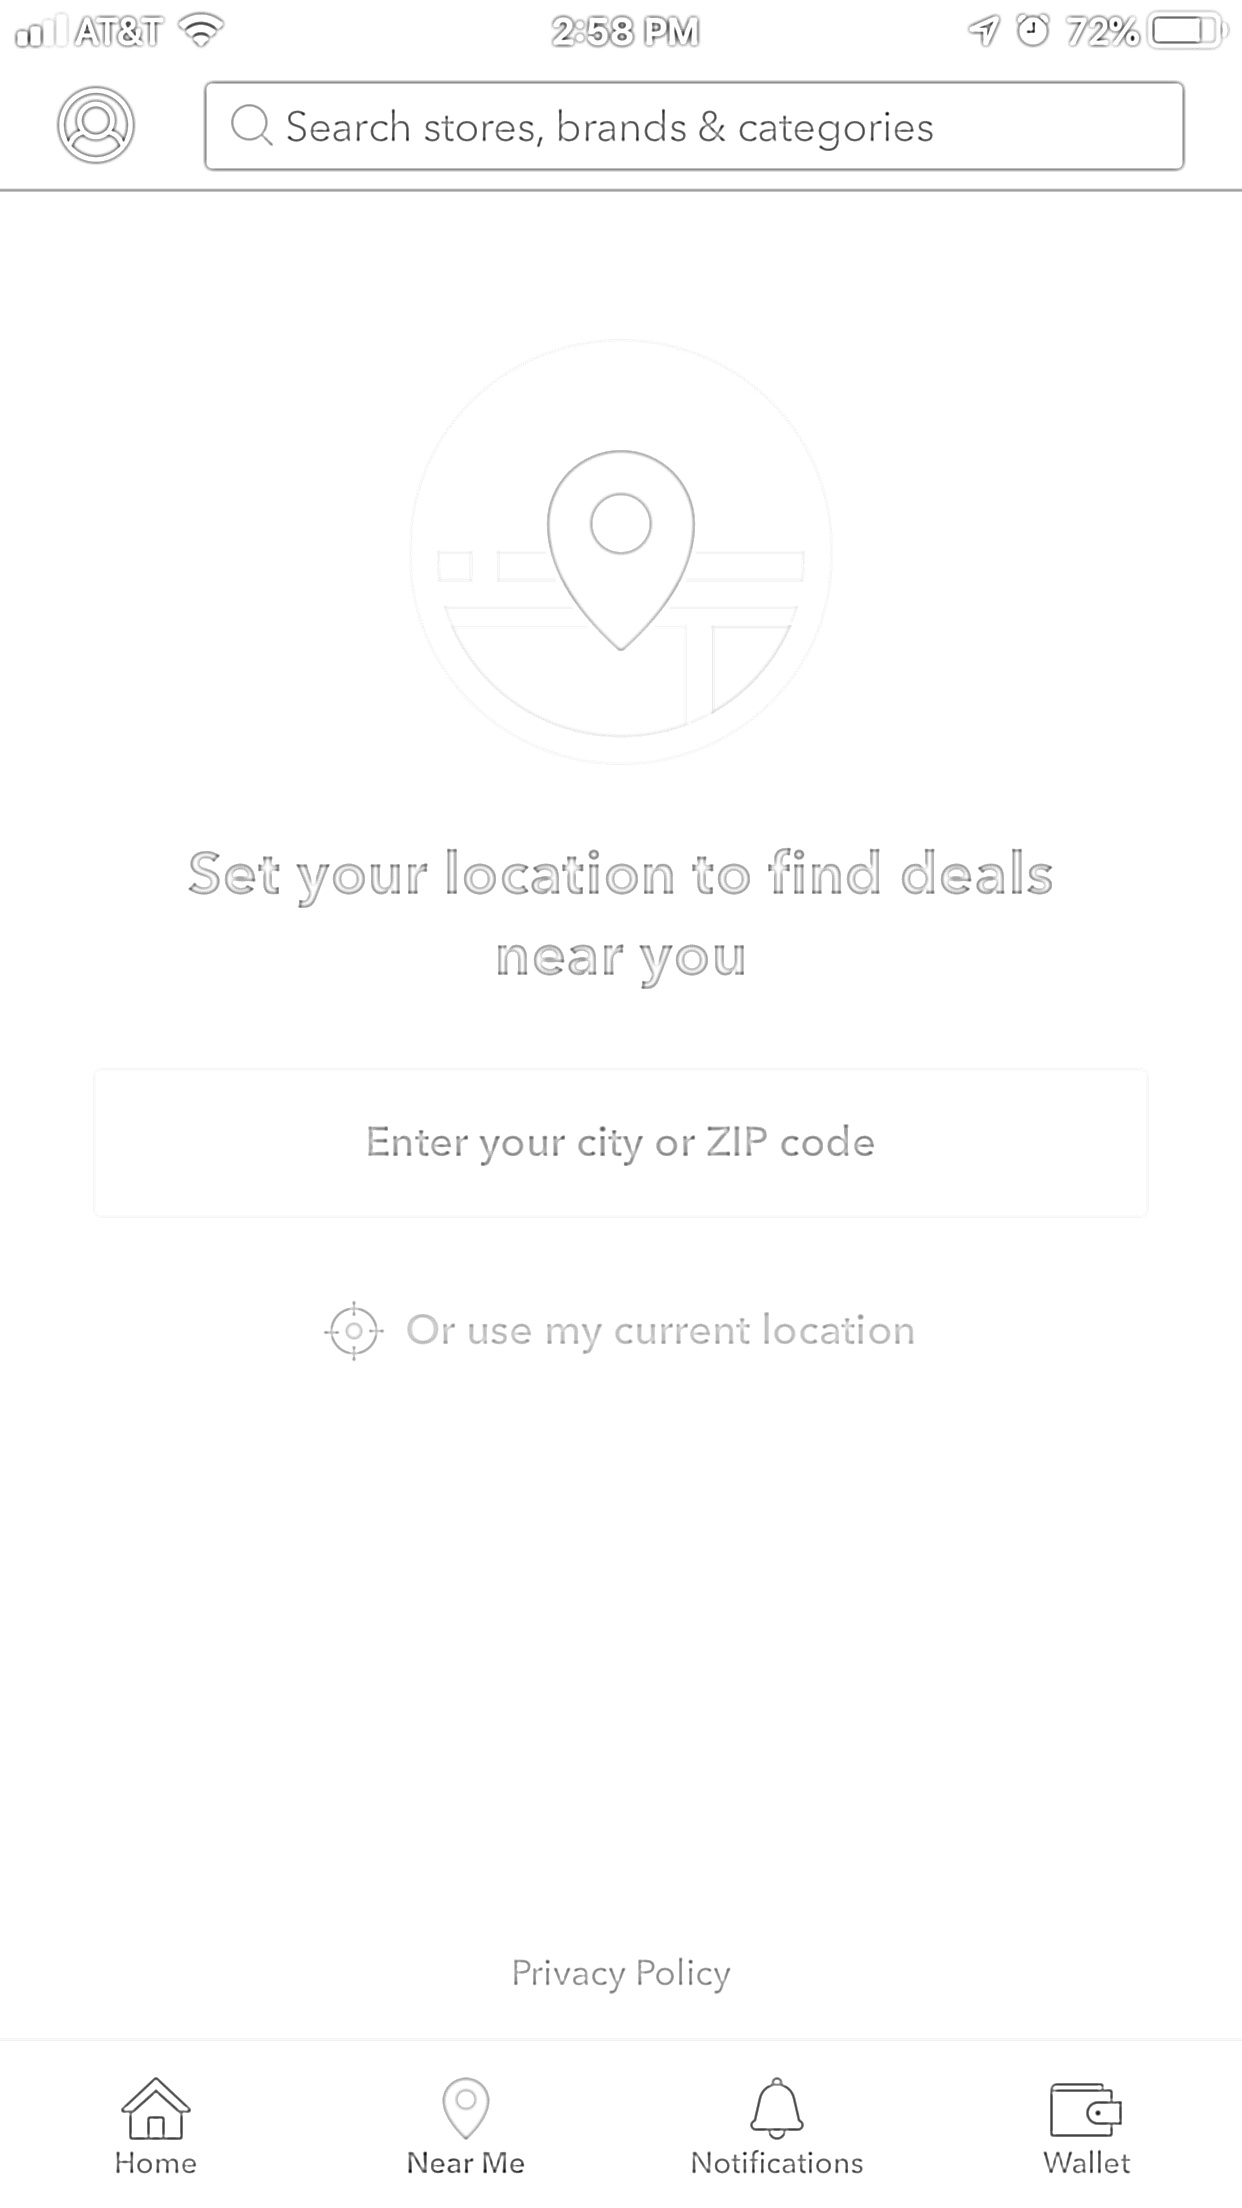 AT&T 2:58 PM 72%
Search stores, brands & categories
Set your location to find deals
near you
Enter your city or ZIP code
Or use my current location
Privacy Policy
Home Near Me Notifications Wallet